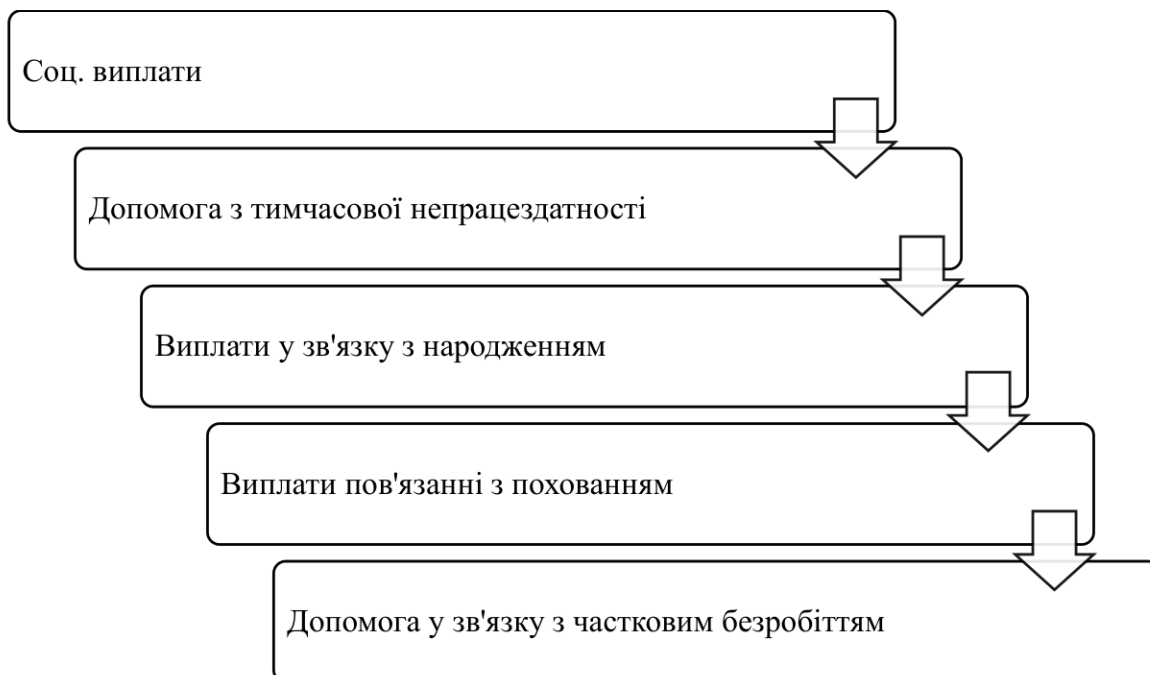 Соц. виплати
Допомога з тимчасової непрацездатності
Виплати у зв'язку з народженням
Виплати пов'язанні з похованням
Допомога у зв'язку з частковим безробіттям